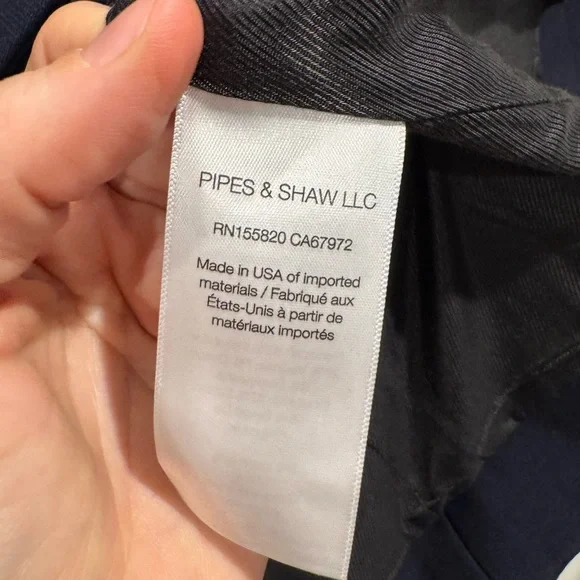 PIPES & SHAW LLC
RN155820 CA67972
Made in USA of imported
materials / Fabriqué aux
États-Unis à partir de
matériaux importés